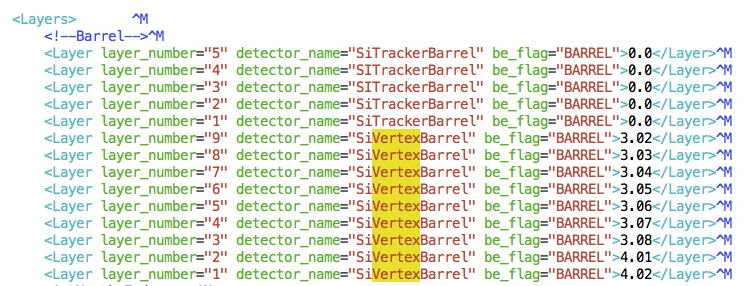 <Layers>       ^M
    <!--Barrel-->^M
    <Layer layer_number="5" detector_name="SiTrackerBarrel" be_flag="BARREL">0.0</Layer>^M
    <Layer layer_number="4" detector_name="SITrackerBarrel" be_flag="BARREL">0.0</Layer>^M
    <Layer layer_number="3" detector_name="SITrackerBarrel" be_flag="BARREL">0.0</Layer>^M
    <Layer layer_number="2" detector_name="SITrackerBarrel" be_flag="BARREL">0.0</Layer>^M
    <Layer layer_number="1" detector_name="SITrackerBarrel" be_flag="BARREL">0.0</Layer>^M
    <Layer layer_number="9" detector_name="SiVertexBarrel" be_flag="BARREL">3.02</Layer>^M
    <Layer layer_number="8" detector_name="SiVertexBarrel" be_flag="BARREL">3.03</Layer>^M
    <Layer layer_number="7" detector_name="SiVertexBarrel" be_flag="BARREL">3.04</Layer>^M
    <Layer layer_number="6" detector_name="SiVertexBarrel" be_flag="BARREL">3.05</Layer>^M
    <Layer layer_number="5" detector_name="SiVertexBarrel" be_flag="BARREL">3.06</Layer>^M
    <Layer layer_number="4" detector_name="SiVertexBarrel" be_flag="BARREL">3.07</Layer>^M
    <Layer layer_number="3" detector_name="SiVertexBarrel" be_flag="BARREL">3.08</Layer>^M
    <Layer layer_number="2" detector_name="SiVertexBarrel" be_flag="BARREL">4.01</Layer>^M
    <Layer layer_number="1" detector_name="SiVertexBarrel" be_flag="BARREL">4.02</Layer>^M